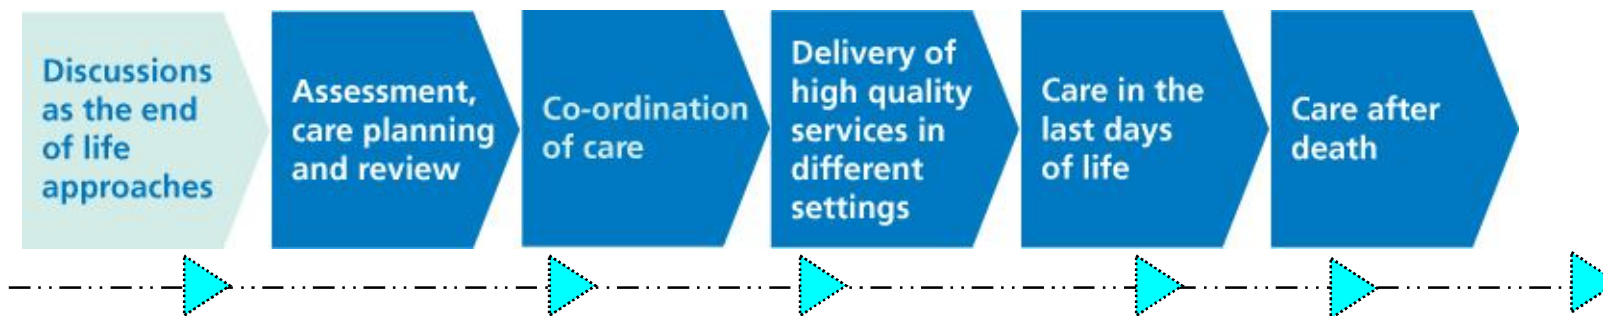 Discussions
as the end
of life
approaches
Assessment,
care planning
and review
Co-ordination
of care
Delivery of
high quality
services in
different
settings
Care in the
last days
of life
Care after
death